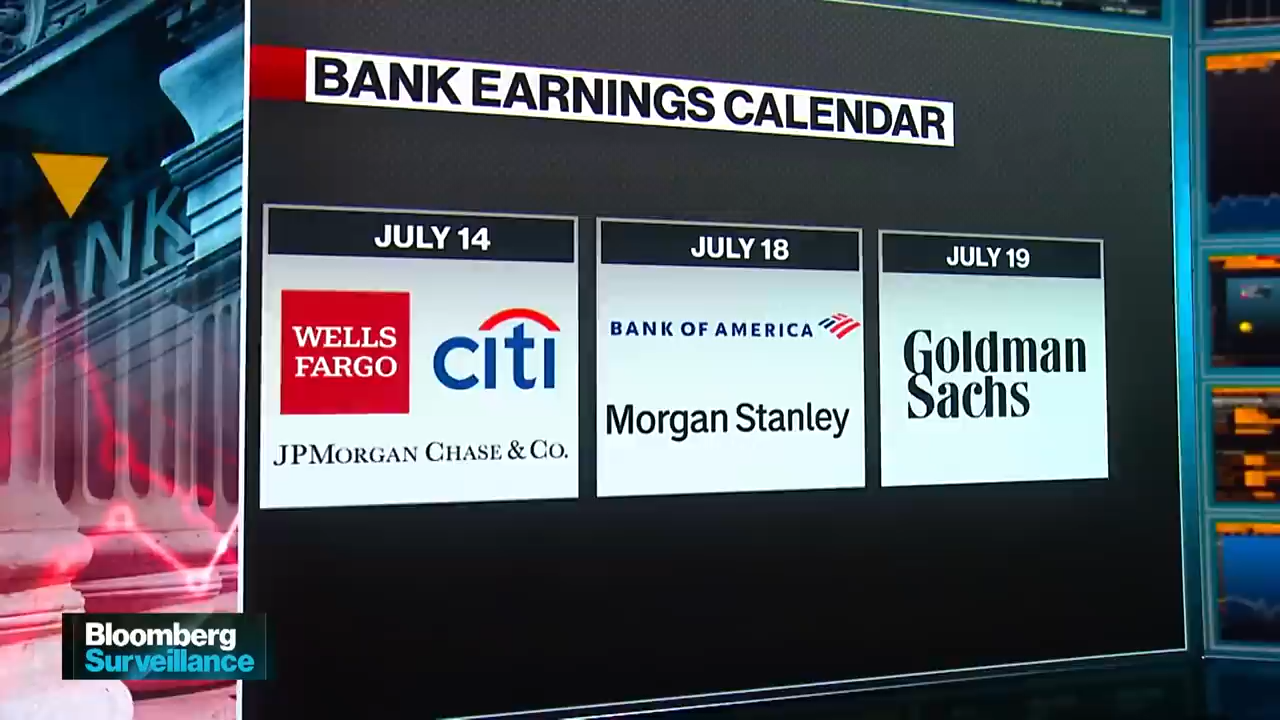 BANK EARNINGS CALENDAR
JULY 14
WELLS
FARGO
citi
JPMORGAN CHASE & CO.
JULY 18
BANK OF AMERICA
Morgan Stanley
JULY 19
Goldman
Sachs
BANK
Bloomberg
Surveillance